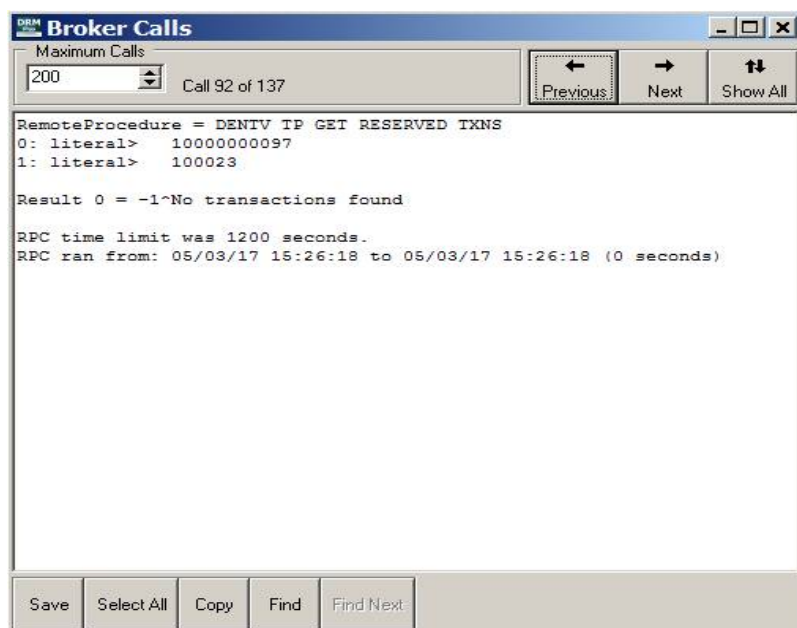 DRM Plus Broker Calls
Maximum Calls
200
Call 92 of 137
Previous
Next
Show All
RemoteProcedure = DENTV TP GET RESERVED TXNS
0: literal>   10000000097
1: literal>   100023
Result 0 = -1^No transactions found
RPC time limit was 1200 seconds.
RPC ran from: 05/03/17 15:26:18 to 05/03/17 15:26:18 (0 seconds)
Save
Select All
Copy
Find
Find Next